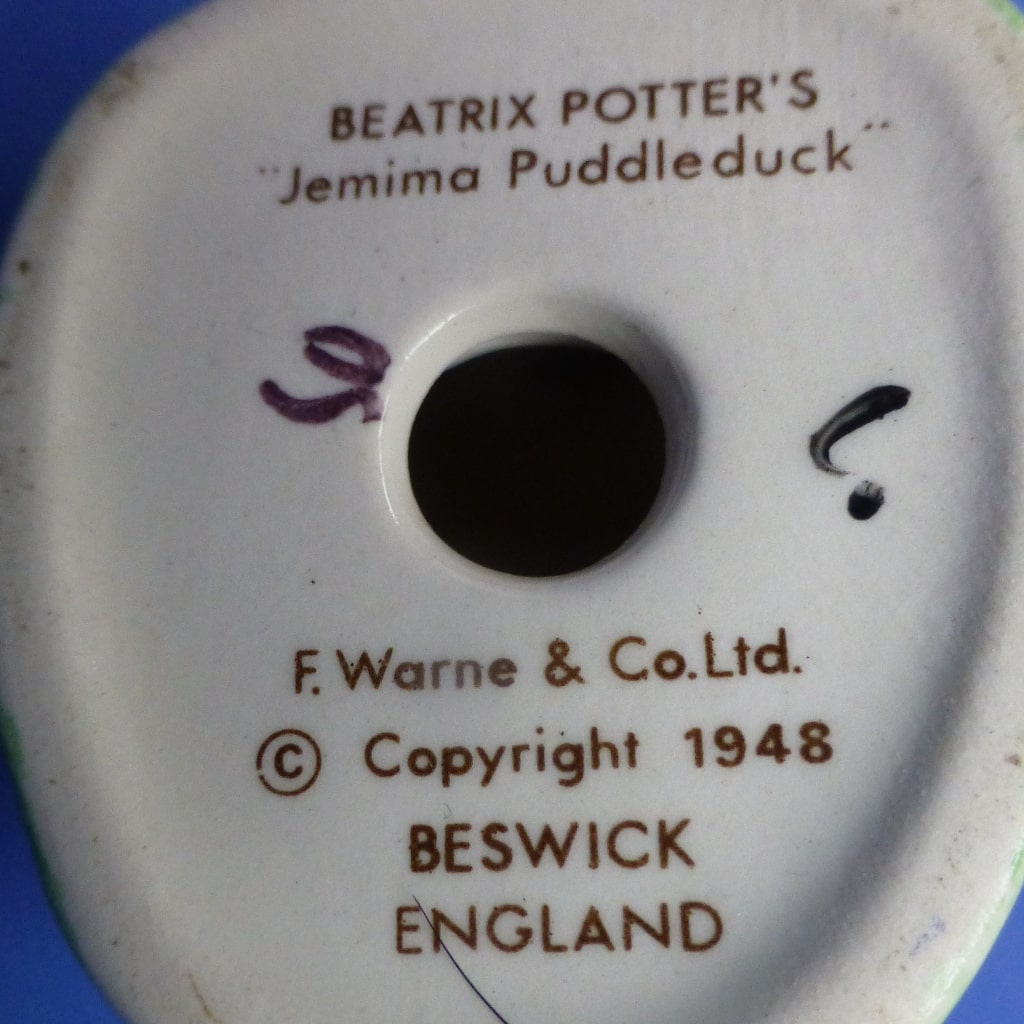 BEATRIX POTTER'S
"Jemima Puddleduck"
F. Warne & Co.Ltd.
© Copyright 1948
BESWICK
ENGLAND